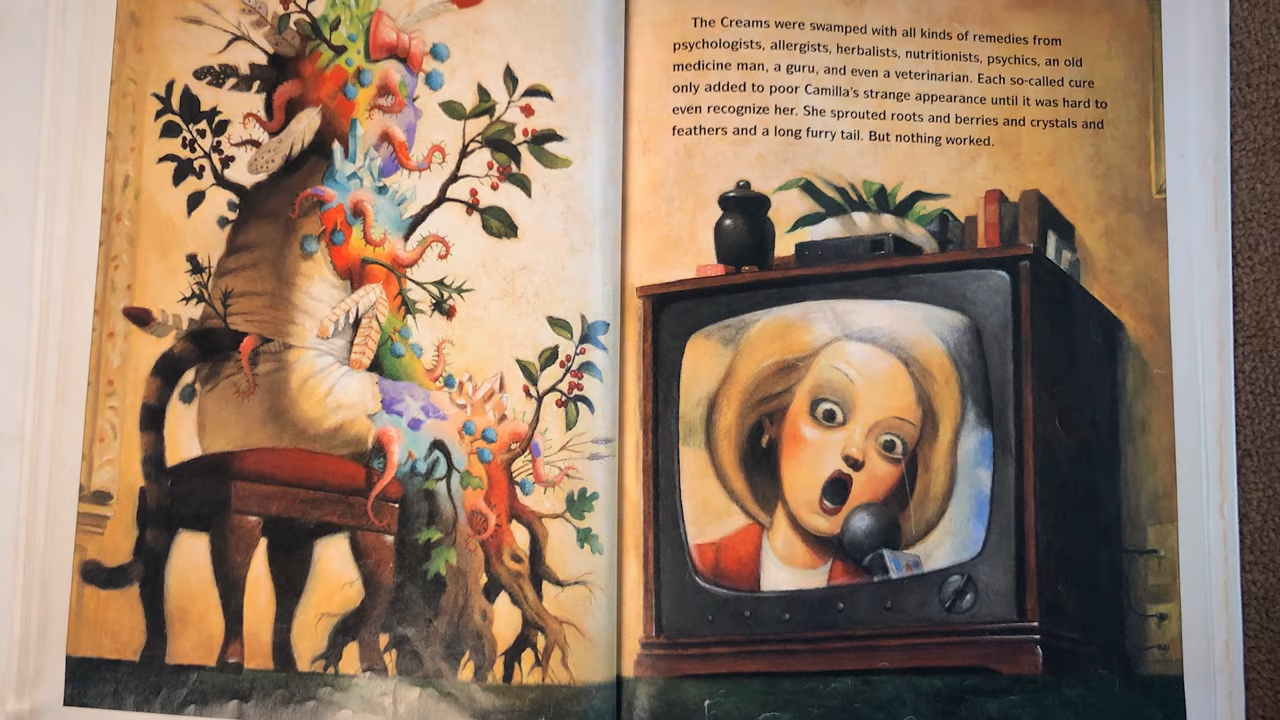 The Creams were swamped with all kinds of remedies from
psychologists, allergists, herbalists, nutritionists, psychics, an old
medicine man, a guru, and even a veterinarian. Each so-called cure
only added to poor Camilla's strange appearance until it was hard to
even recognize her. She sprouted roots and berries and crystals and
feathers and a long furry tail. But nothing worked.